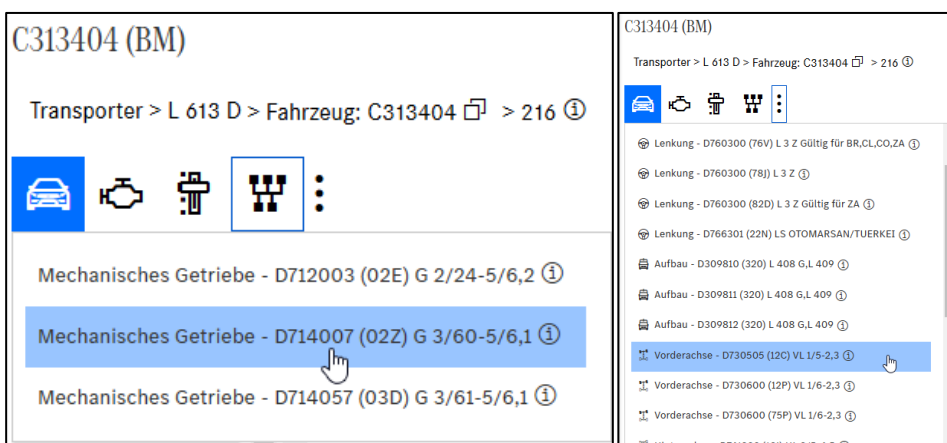 C313404 (BM)
Transporter > L 613 D > Fahrzeug: C313404 > 216
Mechanisches Getriebe - D712003 (02E) G 2/24-5/6,2
Mechanisches Getriebe - D714007 (02Z) G 3/60-5/6,1
Mechanisches Getriebe - D714057 (03D) G 3/61-5/6,1
C313404 (BM)
Transporter > L 613 D > Fahrzeug: C313404 > 216
Lenkung - D760300 (76V) L 3 Z Gültig für BR,CL,CO,ZA
Lenkung - D760300 (78J) L 3 Z
Lenkung - D760300 (82D) L 3 Z Gültig für ZA
Lenkung - D766301 (22N) LS OTOMARSAN/TUERKEI
Aufbau - D309810 (320) L 408 G,L 409
Aufbau - D309811 (320) L 408 G,L 409
Aufbau - D309812 (320) L 408 G,L 409
Vorderachse - D730505 (12C) VL 1/5-2,3
Vorderachse - D730600 (12P) VL 1/6-2,3
Vorderachse - D730600 (75P) VL 1/6-2,3